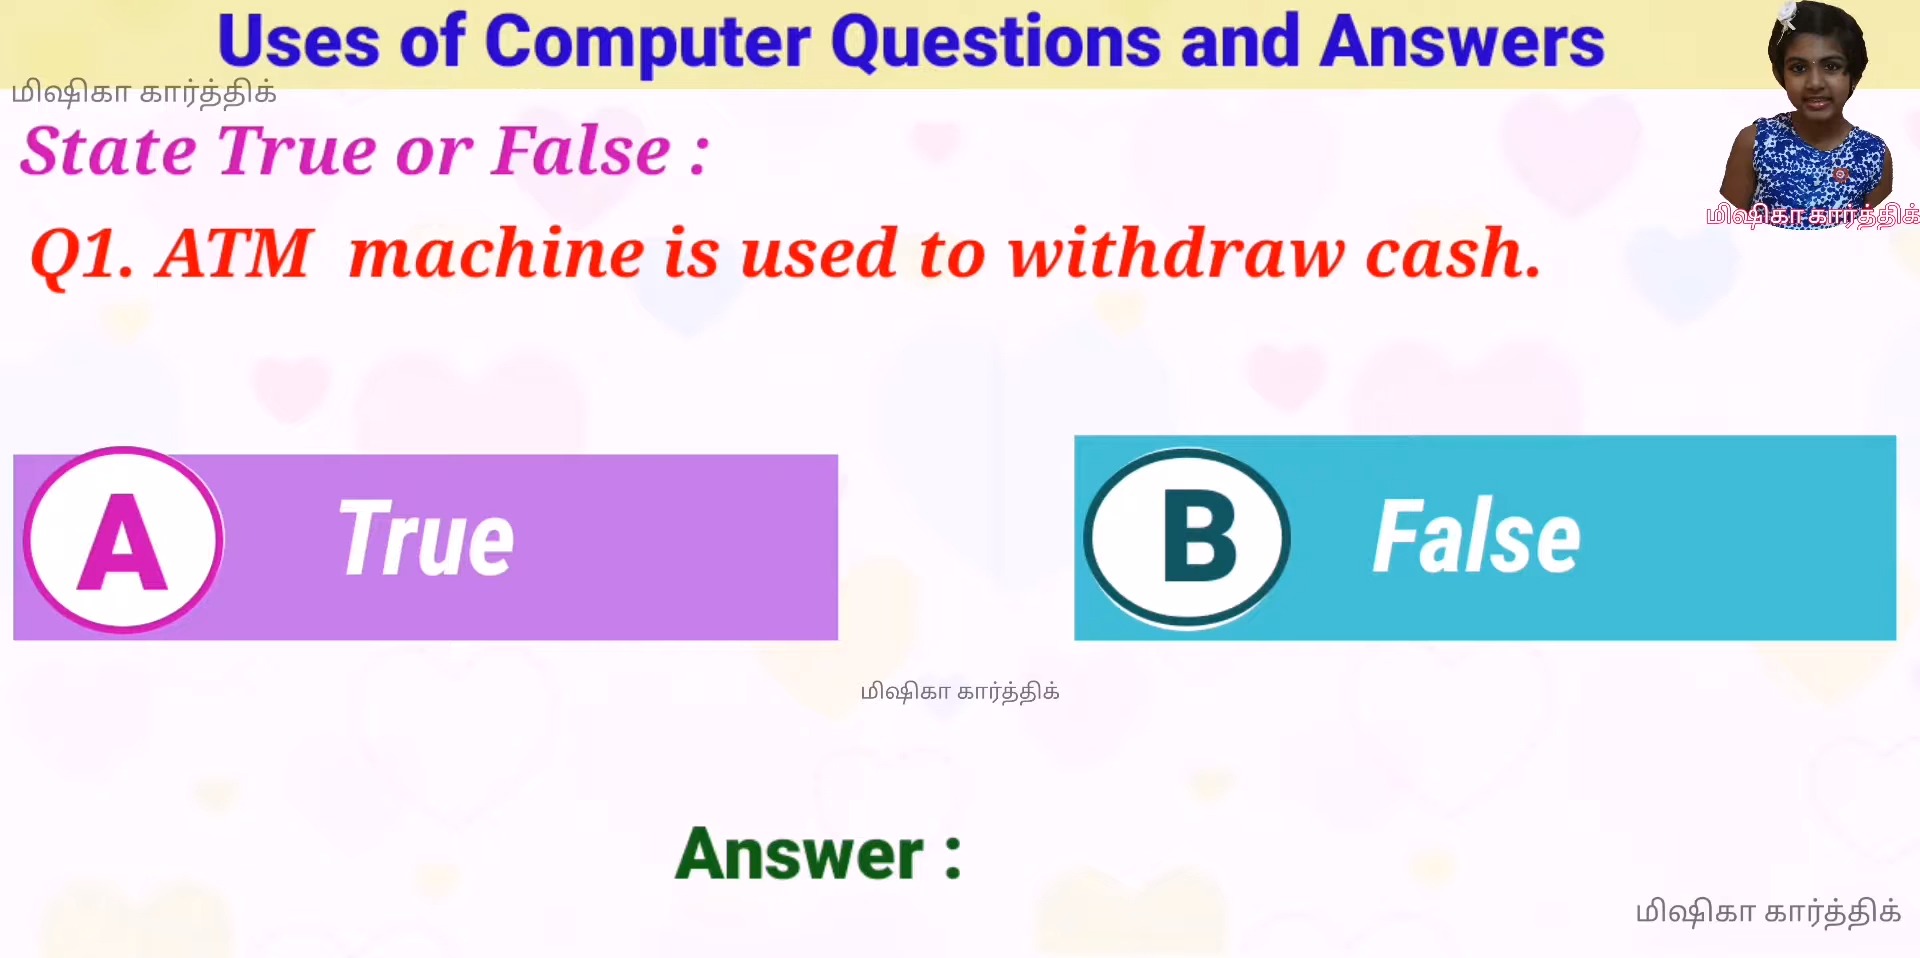 Uses of Computer Questions and Answers
மிஷிகா கார்த்திக்
State True or False :
மிஷிகா கார்த்திக்
Q1. ATM machine is used to withdraw cash.
A True
B False
மிஷிகா கார்த்திக்
Answer :
மிஷிகா கார்த்திக்